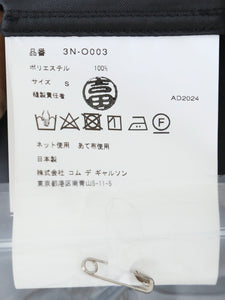 品番 3N-O003
ポリエステル 100%
サイズ S
縫製責任者
AD2024
ネット使用 あて布使用
日本製
株式会社 コム デ ギャルソン
東京都港区南青山5-11-5